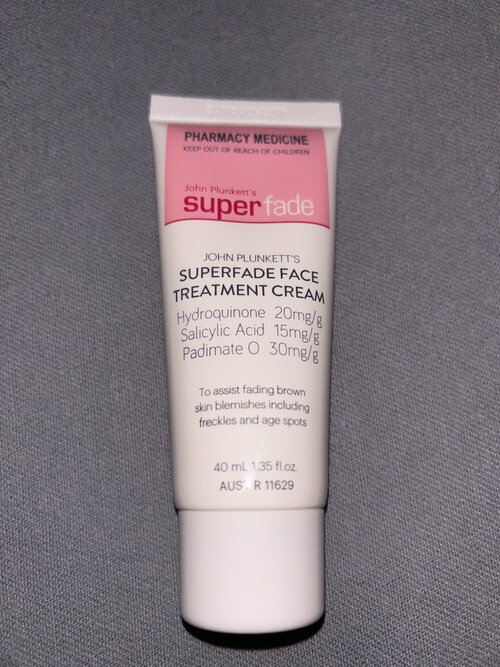 PHARMACY MEDICINE
KEEP OUT OF REACH OF CHILDREN
John Plunkett's
superfade
JOHN PLUNKETT'S
SUPERFADE FACE
TREATMENT CREAM
Hydroquinone 20mg/g
Salicylic Acid 15mg/g
Padimate O 30mg/g
To assist fading brown
skin blemishes including
freckles and age spots
40 mL 1.35 fl.oz.
AUST R 11629